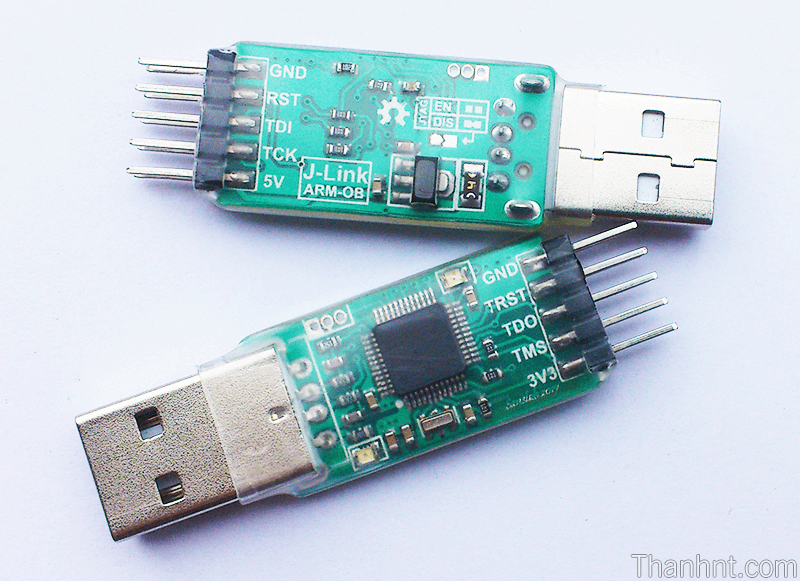 GND
RST
TDI
TCK
5V
J-Link
ARM-OB
JTAG
EN
DIS
GND
TRST
TDO
TMS
3V3
Thanhnt.com